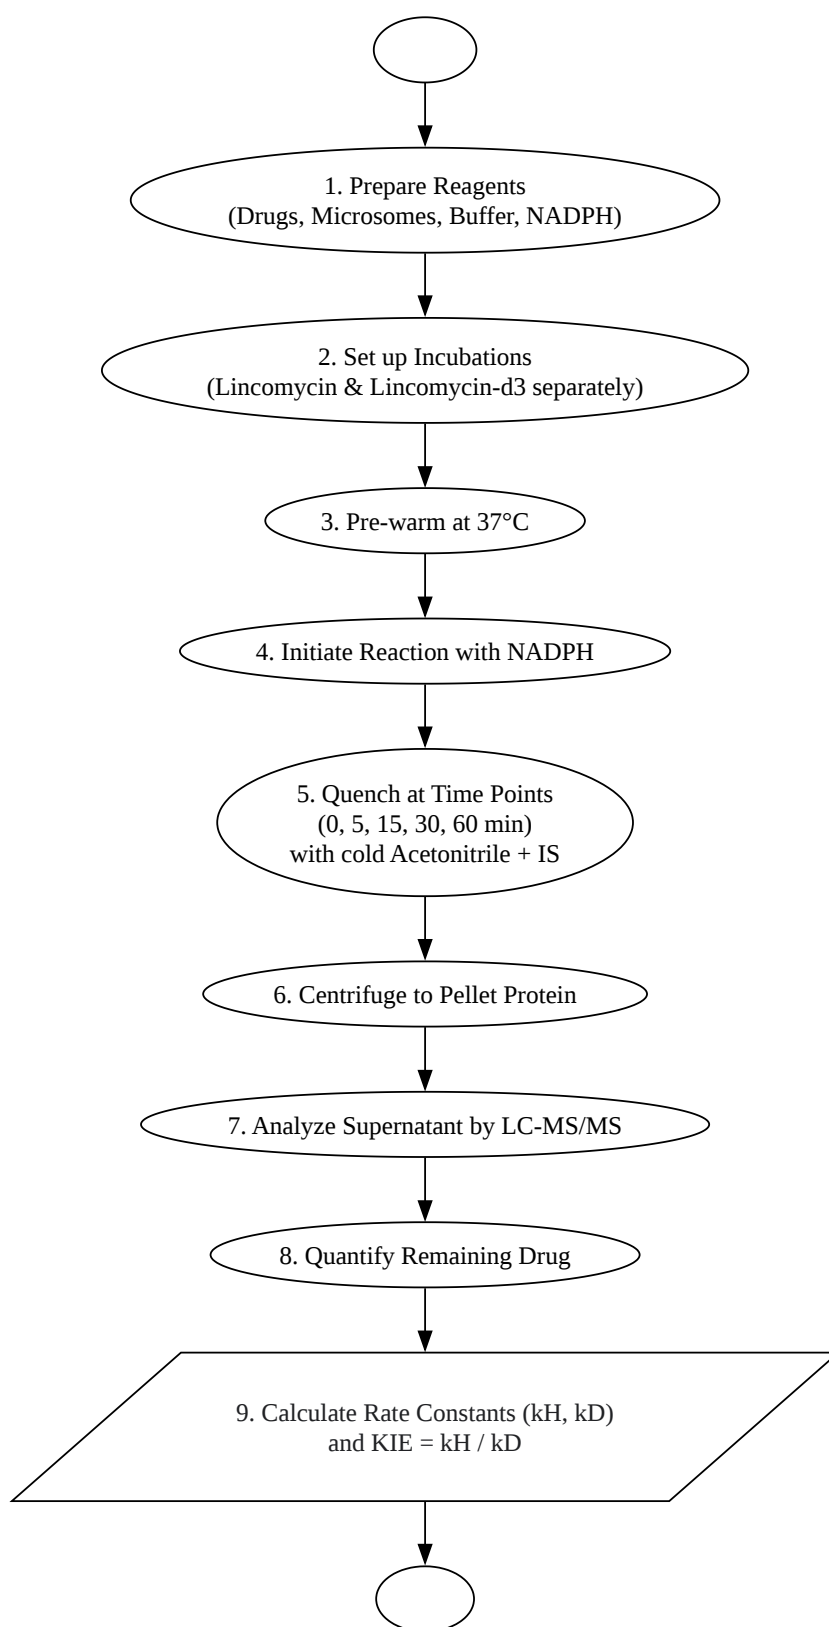 1. Prepare Reagents
(Drugs, Microsomes, Buffer, NADPH)
2. Set up Incubations
(Lincomycin & Lincomycin-d3 separately)
3. Pre-warm at 37°C
4. Initiate Reaction with NADPH
5. Quench at Time Points
(0, 5, 15, 30, 60 min)
with cold Acetonitrile + IS
6. Centrifuge to Pellet Protein
7. Analyze Supernatant by LC-MS/MS
8. Quantify Remaining Drug
9. Calculate Rate Constants (kH, kD)
and KIE = kH / kD